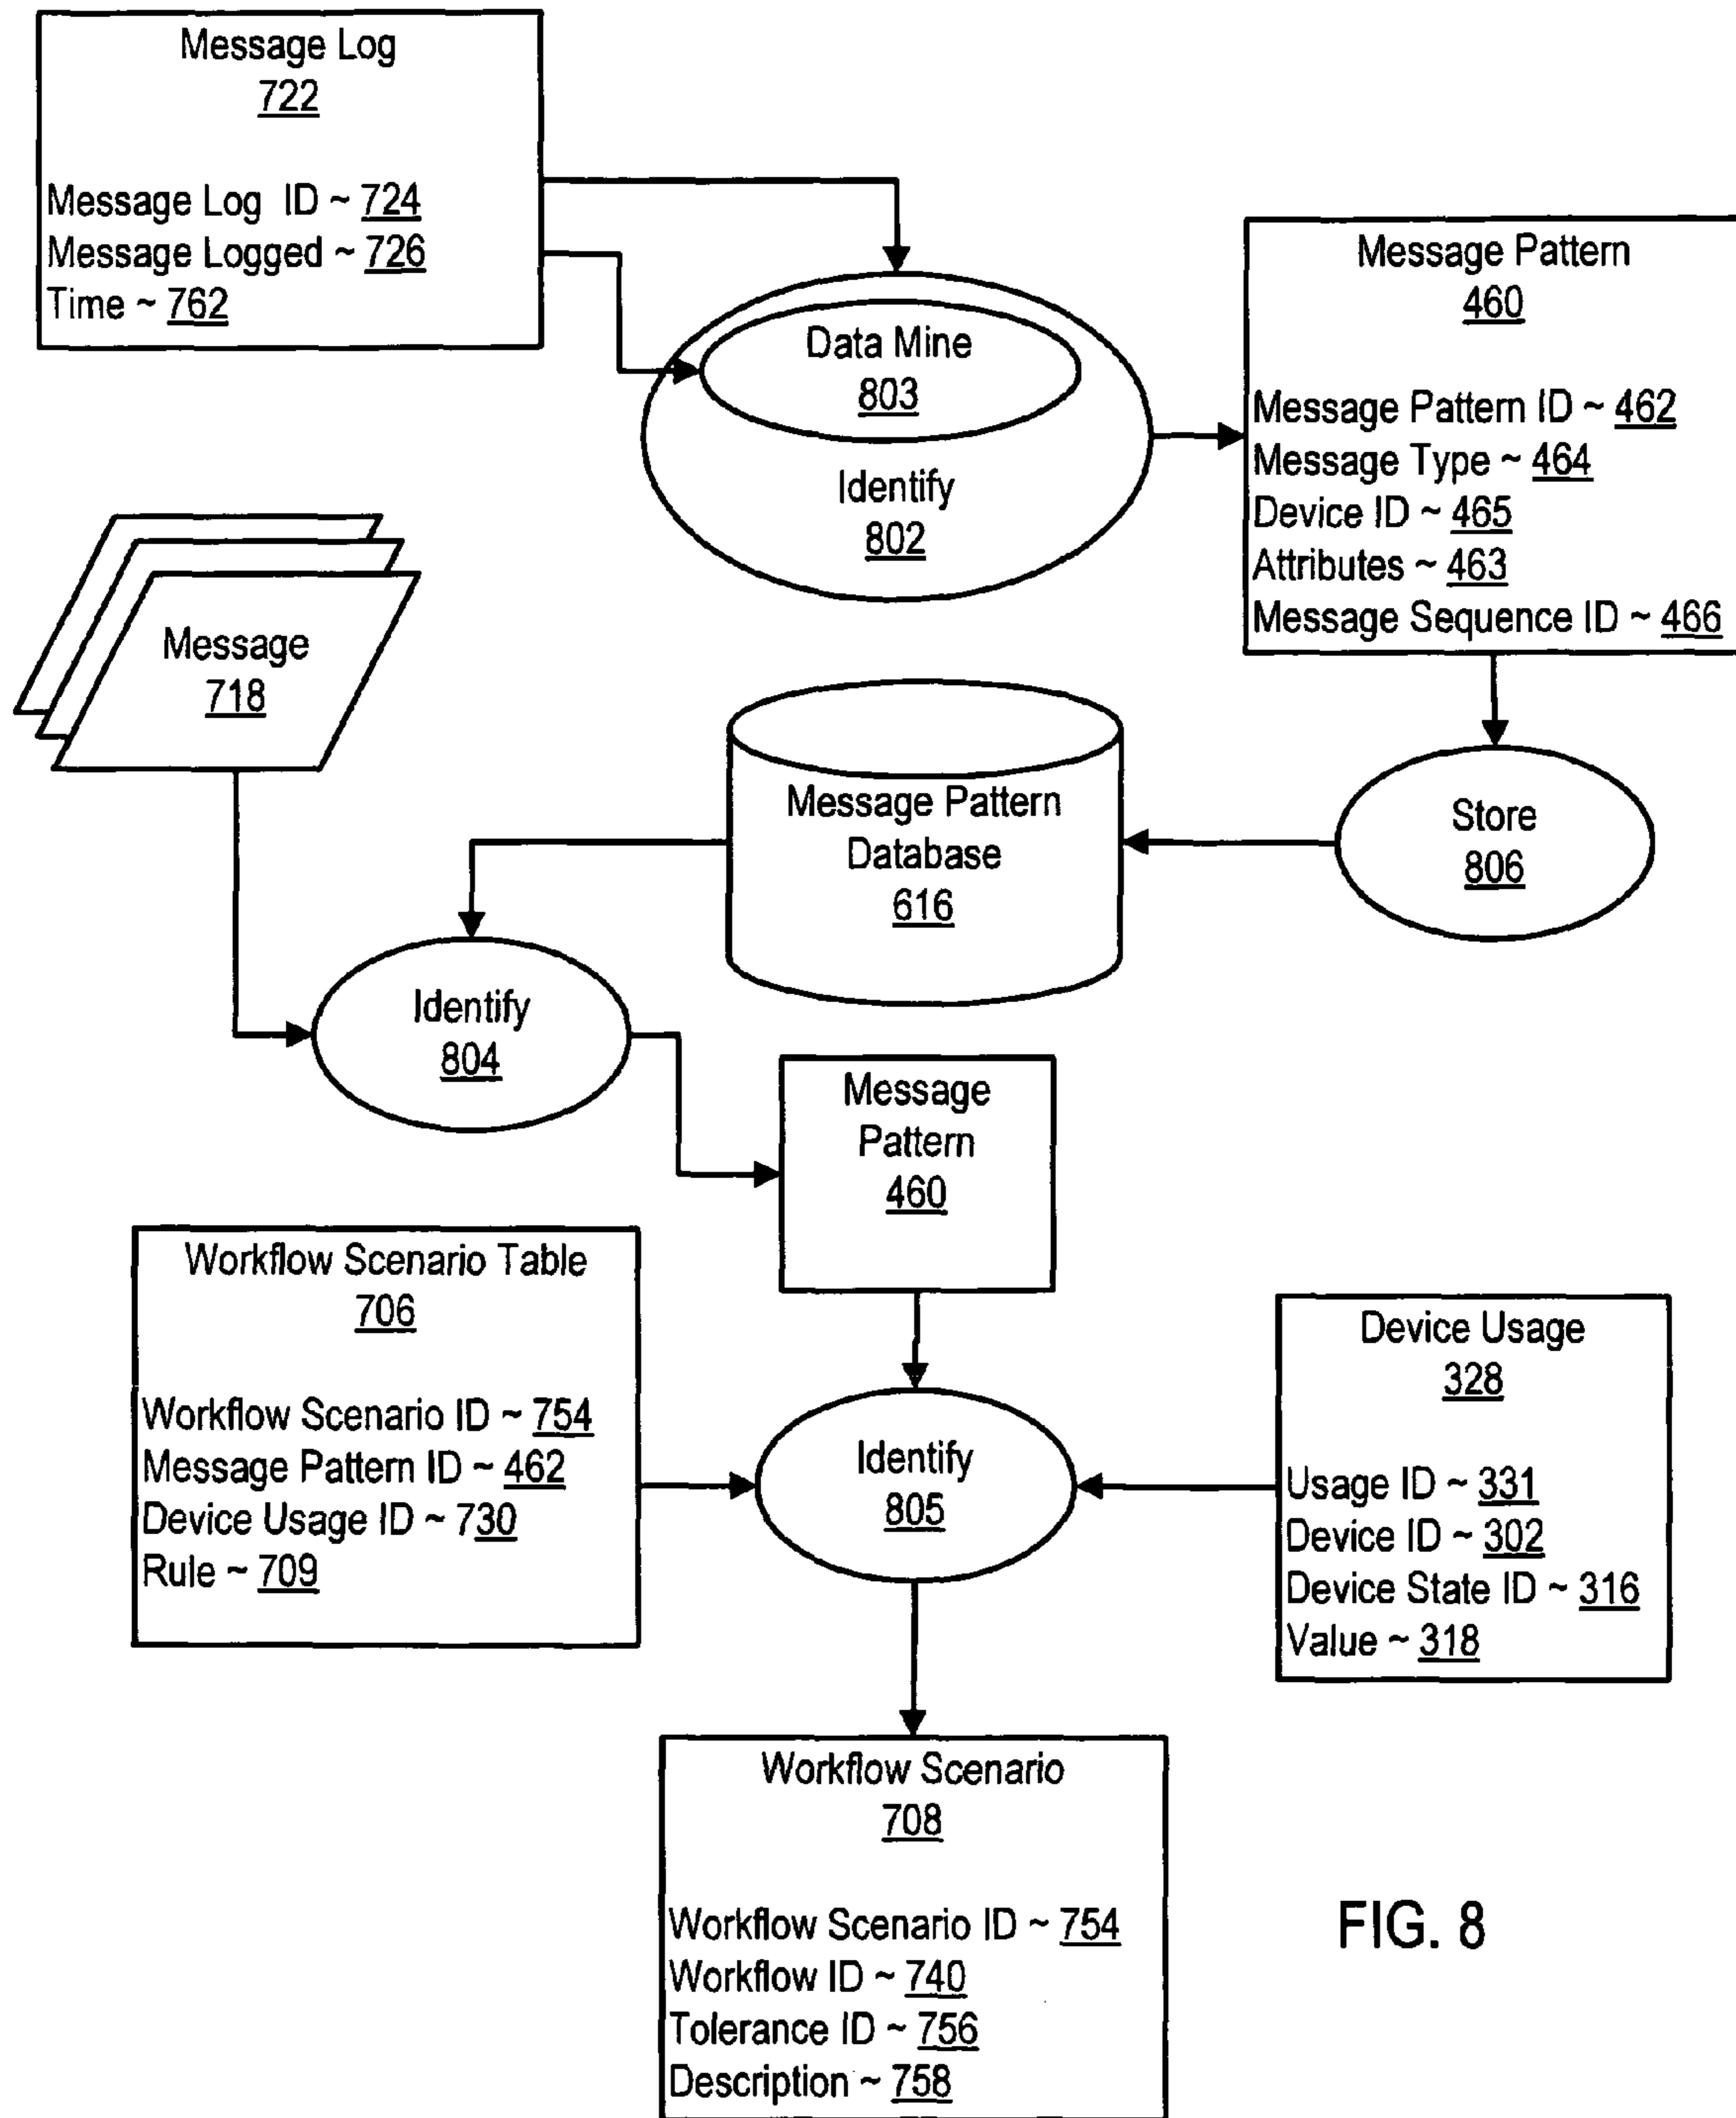 Message Log
722
Message Log ID ~ 724
Message Logged ~ 726
Time ~ 762
Data Mine
803
Identify
802
Message Pattern
460
Message Pattern ID ~ 462
Message Type ~ 464
Device ID ~ 465
Attributes ~ 463
Message Sequence ID ~ 466
Message
718
Message Pattern
Database
616
Store
806
Identify
804
Message
Pattern
460
Workflow Scenario Table
706
Workflow Scenario ID ~ 754
Message Pattern ID ~ 462
Device Usage ID ~ 730
Rule ~ 709
Identify
805
Device Usage
328
Usage ID ~ 331
Device ID ~ 302
Device State ID ~ 316
Value ~ 318
Workflow Scenario
708
Workflow Scenario ID ~ 754
Workflow ID ~ 740
Tolerance ID ~ 756
Description ~ 758
FIG. 8